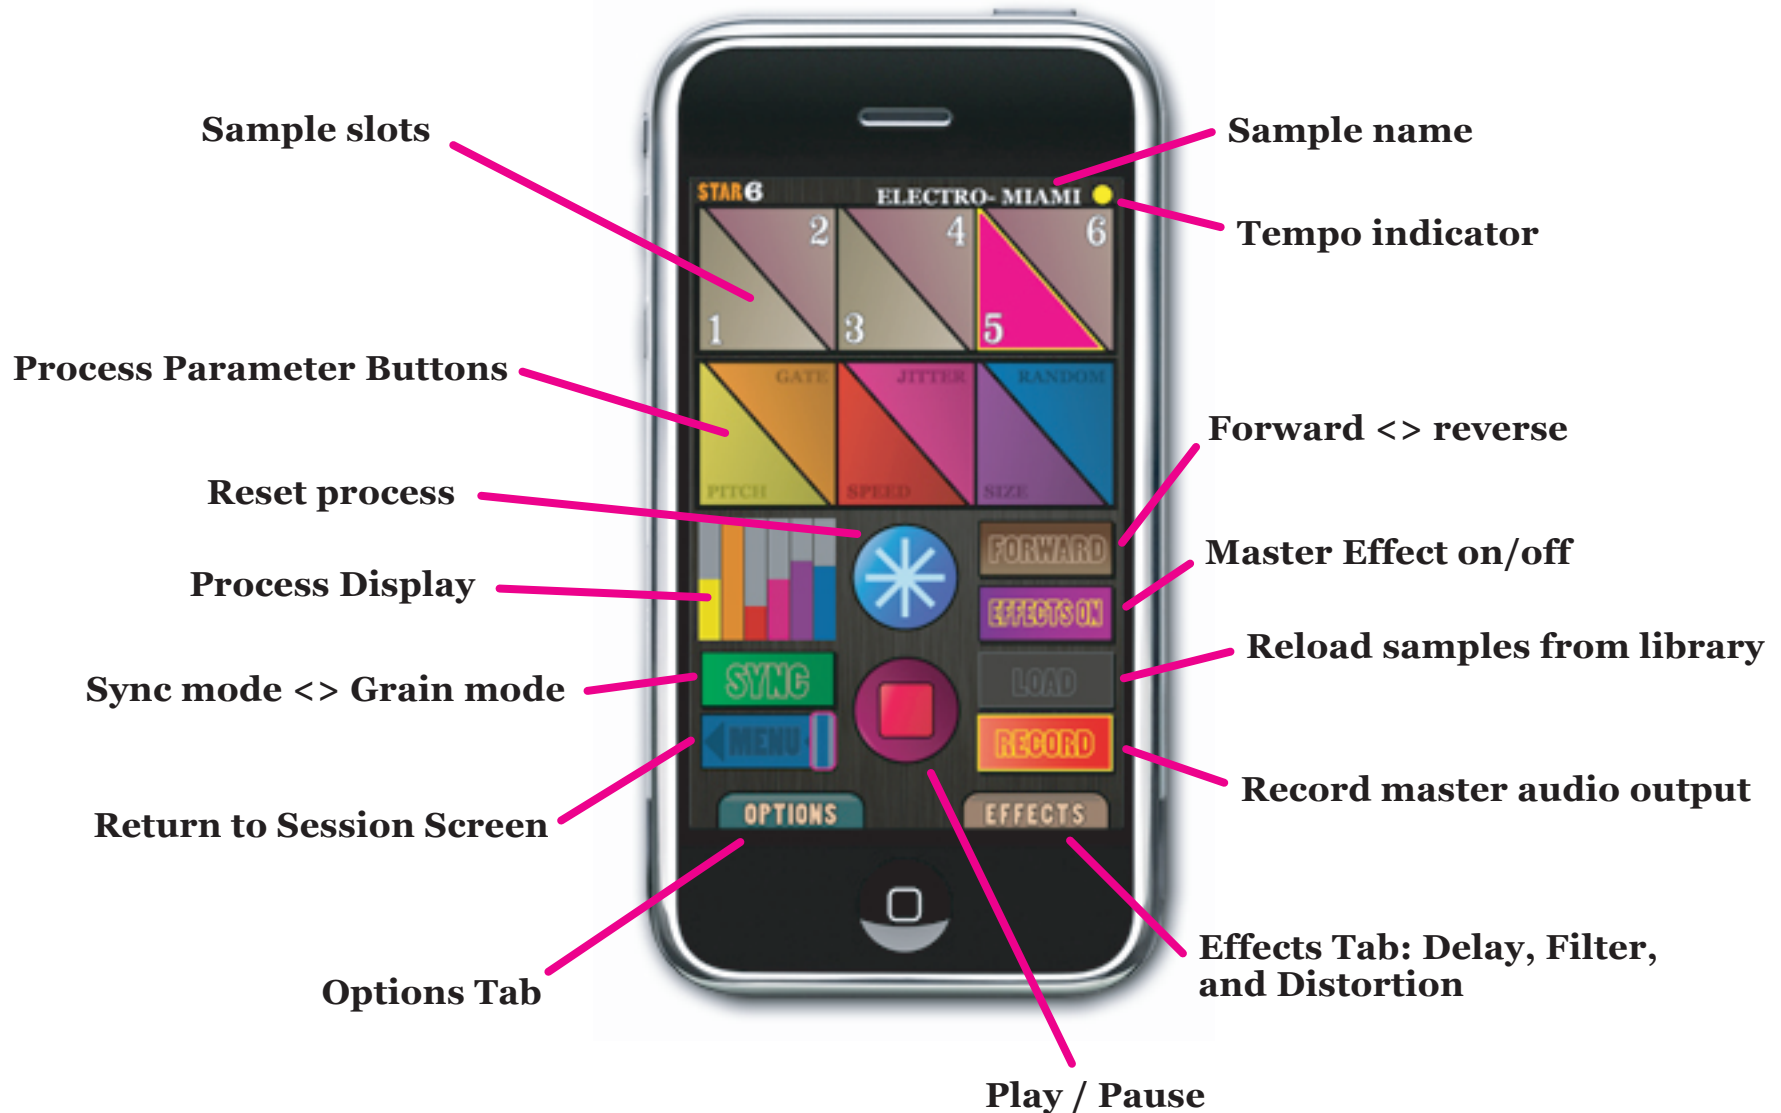 Sample slots
Sample name
STAR6
ELECTRO- MIAMI
Tempo indicator
2
4
6
1
3
5
Process Parameter Buttons
GATE
JITTER
RANDOM
PITCH
SPEED
SIZE
Forward <> reverse
Reset process
FORWARD
Master Effect on/off
Process Display
EFFECTS ON
Reload samples from library
Sync mode <> Grain mode
SYNC
LOAD
MENU
RECORD
Record master audio output
Return to Session Screen
OPTIONS
EFFECTS
Effects Tab: Delay, Filter,
and Distortion
Options Tab
Play / Pause